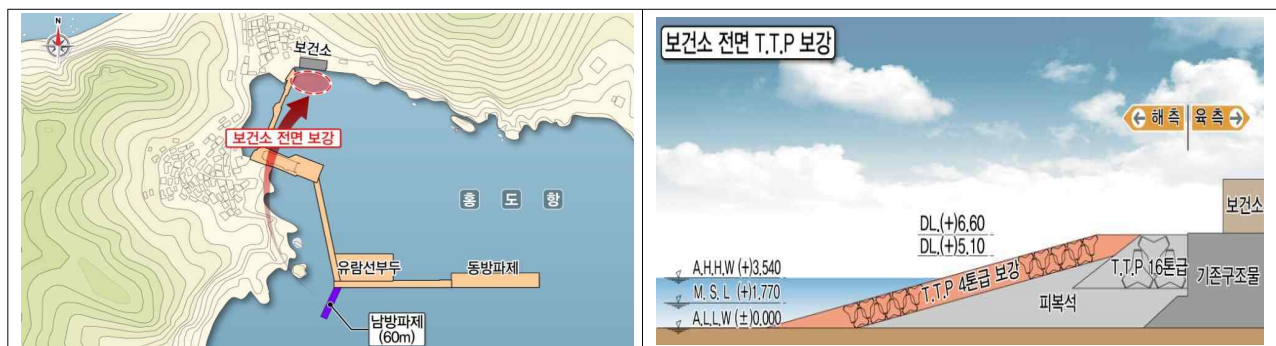 N
보건소
보건소 전면 보강
홍 도 항
유람선부두
동방파제
남방파제
(60m)
보건소 전면 T.T.P 보강
해측
육측
보건소
DL.(+)6.60
DL.(+)5.10
A.H.H.W (+)3.540
M.S.L (+)1.770
A.L.L.W (±)0.000
T.T.P 4톤급 보강
T.T.P 16톤급
피복석
기존구조물